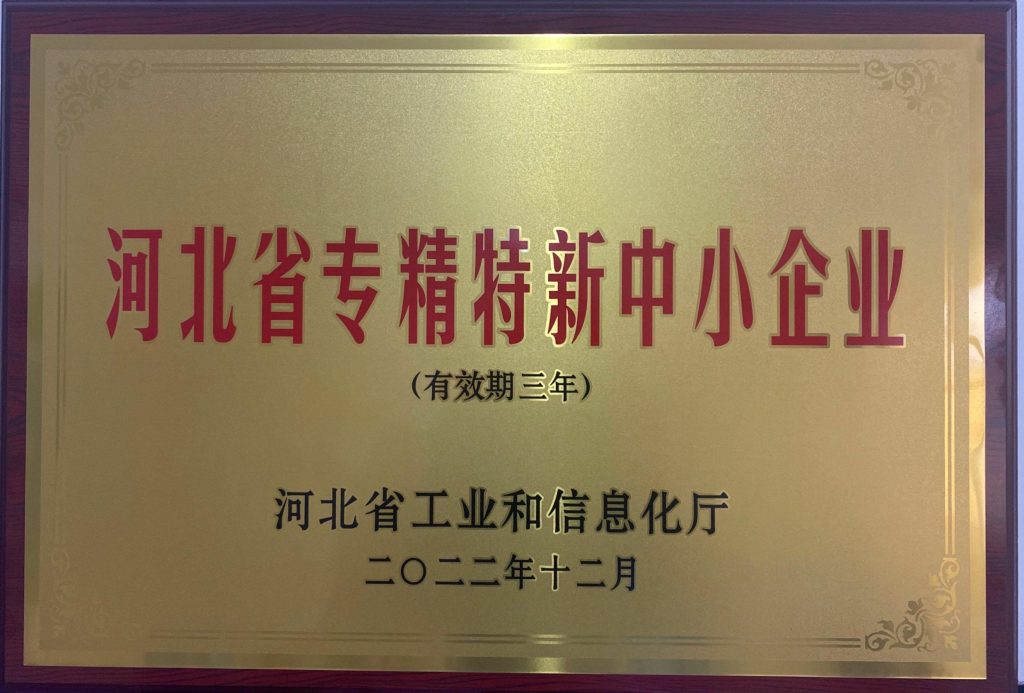 河北省专精特新中小企业
（有效期三年）
河北省工业和信息化厅
二〇二二年十二月